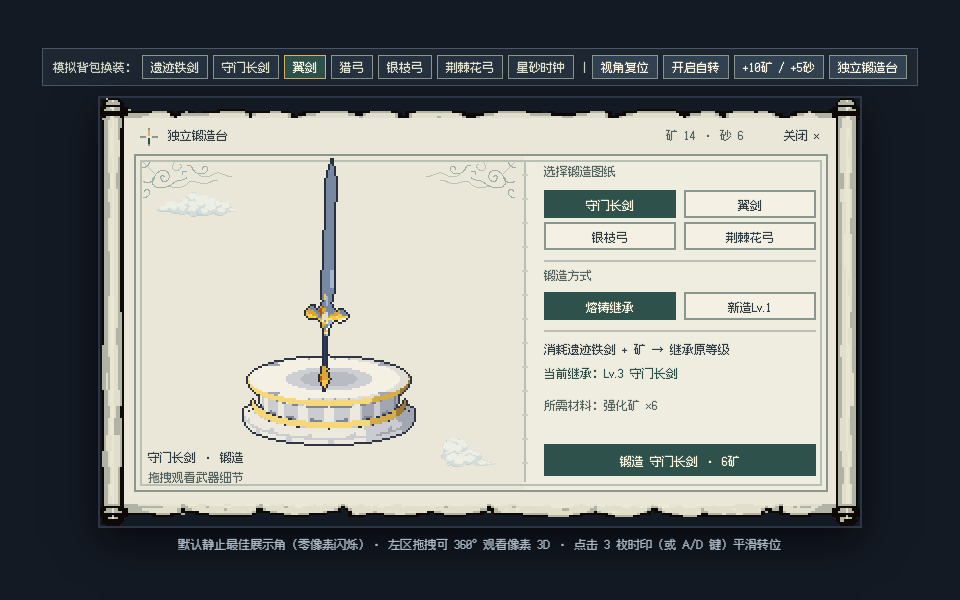 模拟背包换装： 遗迹铁剑 守门长剑 翼剑 猎弓 银枝弓 荆棘花弓 星砂时钟 | 视角复位 开启自转 +10矿 / +5砂 独立锻造台
独立锻造台 矿 14 · 砂 6 关闭 ×
选择锻造图纸
守门长剑 翼剑
银枝弓 荆棘花弓
锻造方式
熔铸继承 新造Lv.1
消耗遗迹铁剑 + 矿 → 继承原等级
当前继承：Lv.3 守门长剑
所需材料：强化矿 ×6
守门长剑 · 锻造
拖拽观看武器细节
锻造 守门长剑 · 6矿
默认静止最佳展示角（零像素闪烁） · 左区拖拽可 360° 观看像素 3D · 点击 3 枚时印（或 A/D 键）平滑转位